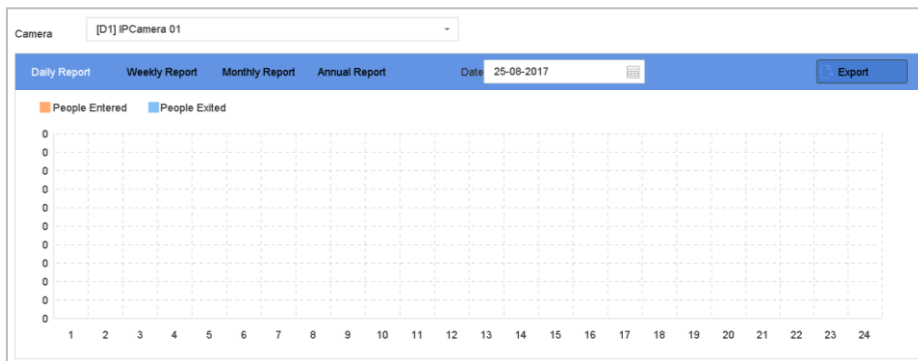 Camera [D1] IPCamera 01
Daily Report Weekly Report Monthly Report Annual Report Date 25-08-2017 Export
People Entered People Exited
0
0
0
0
0
0
0
0
0
0
0
1 2 3 4 5 6 7 8 9 10 11 12 13 14 15 16 17 18 19 20 21 22 23 24